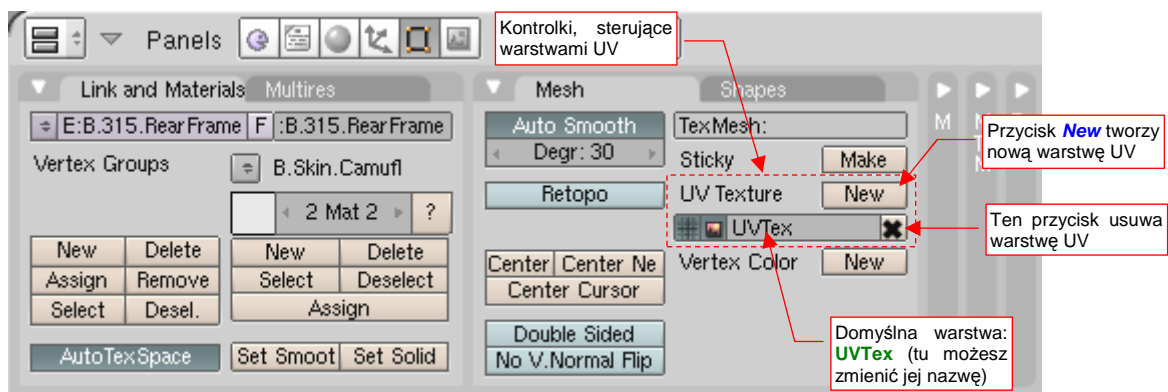 Panels
Kontrolki, sterujące
warstwami UV
Link and Materials
Multires
E:B.315.RearFrame
F
:B.315.RearFrame
Vertex Groups
B.Skin.Camufl
2 Mat 2
?
New
Delete
New
Delete
Assign
Remove
Select
Deselect
Select
Desel.
Assign
AutoTexSpace
Set Smoot
Set Solid
Mesh
Shapes
Auto Smooth
Degr: 30
TexMesh:
Sticky
Make
Retopo
UV Texture
New
UVTex
Center
Center Ne
Vertex Color
New
Center Cursor
Double Sided
No V.Normal Flip
M
Przycisk New tworzy
nową warstwę UV
Ten przycisk usuwa
warstwę UV
Domyślna warstwa:
UVTex (tu możesz
zmienić jej nazwę)